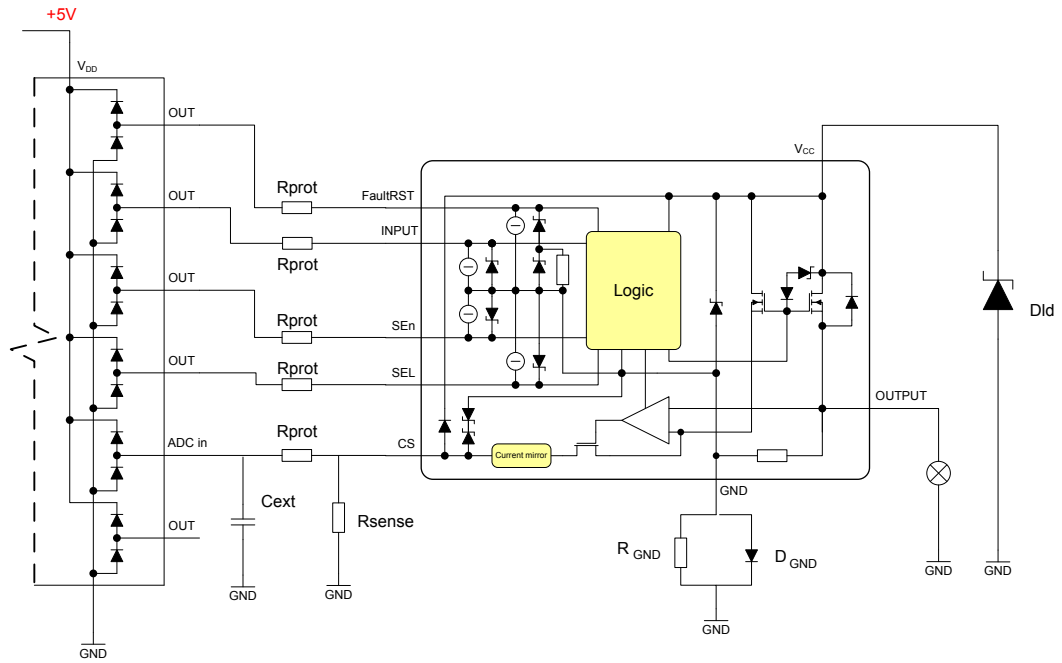 +5V
VDD
OUT
VCC
Rprot
FaultRST
OUT
INPUT
Rprot
OUT
Logic
Dld
Rprot
SEn
OUT
Rprot
SEL
OUTPUT
ADC in
Rprot
CS
Current mirror
GND
Cext
Rsense
OUT
R GND
D GND
GND
GND
GND
GND
GND
GND